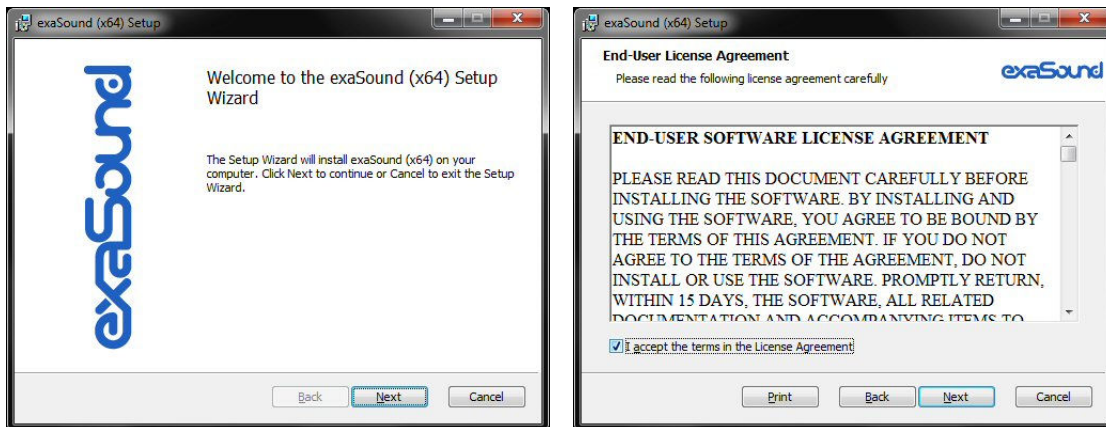 exaSound (x64) Setup
exaSound
Welcome to the exaSound (x64) Setup
Wizard
The Setup Wizard will install exaSound (x64) on your
computer. Click Next to continue or Cancel to exit the Setup
Wizard.
Back Next Cancel
exaSound (x64) Setup
End-User License Agreement
Please read the following license agreement carefully
exaSound
END-USER SOFTWARE LICENSE AGREEMENT
PLEASE READ THIS DOCUMENT CAREFULLY BEFORE
INSTALLING THE SOFTWARE. BY INSTALLING AND
USING THE SOFTWARE, YOU AGREE TO BE BOUND BY
THE TERMS OF THIS AGREEMENT. IF YOU DO NOT
AGREE TO THE TERMS OF THE AGREEMENT, DO NOT
INSTALL OR USE THE SOFTWARE. PROMPTLY RETURN,
WITHIN 15 DAYS, THE SOFTWARE, ALL RELATED
DOCUMENTATION AND ACCOMPANYING ITEMS TO
I accept the terms in the License Agreement
Print Back Next Cancel